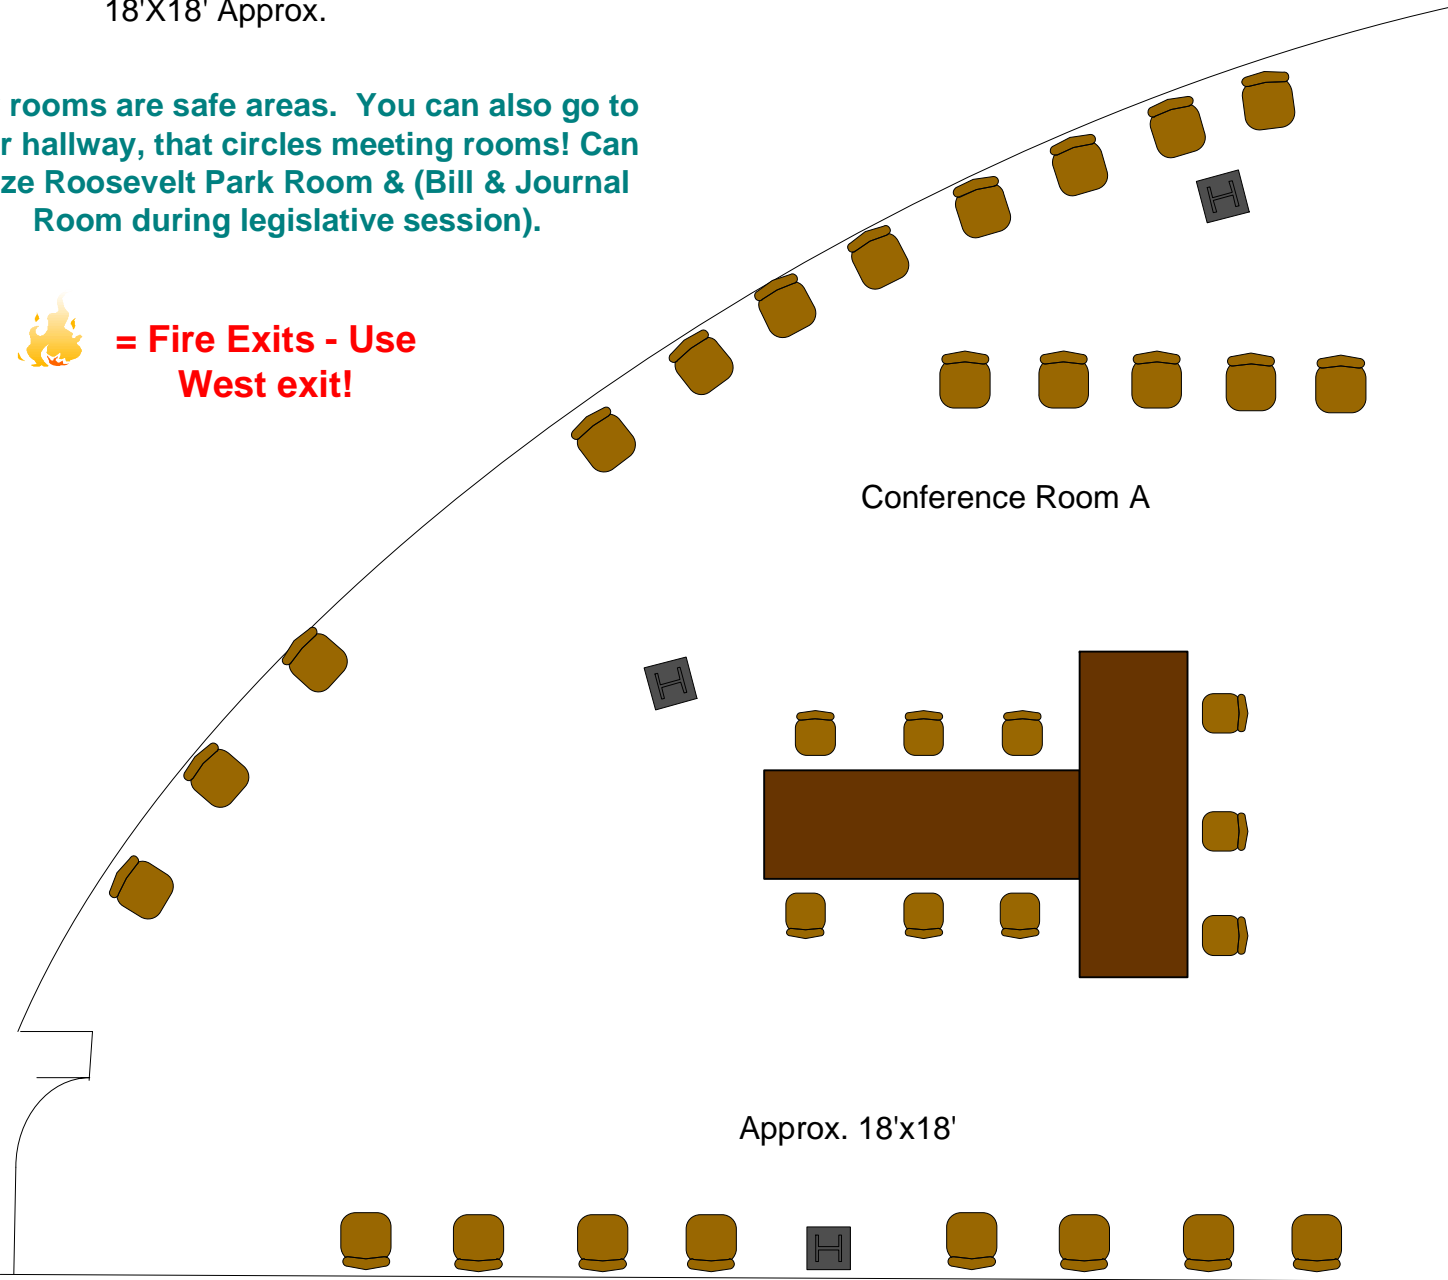 18'X18' Approx.
rooms are safe areas.  You can also go to
r hallway, that circles meeting rooms! Can
ze Roosevelt Park Room & (Bill & Journal
Room during legislative session).
= Fire Exits - Use
West exit!
Conference Room A
Approx. 18'x18'